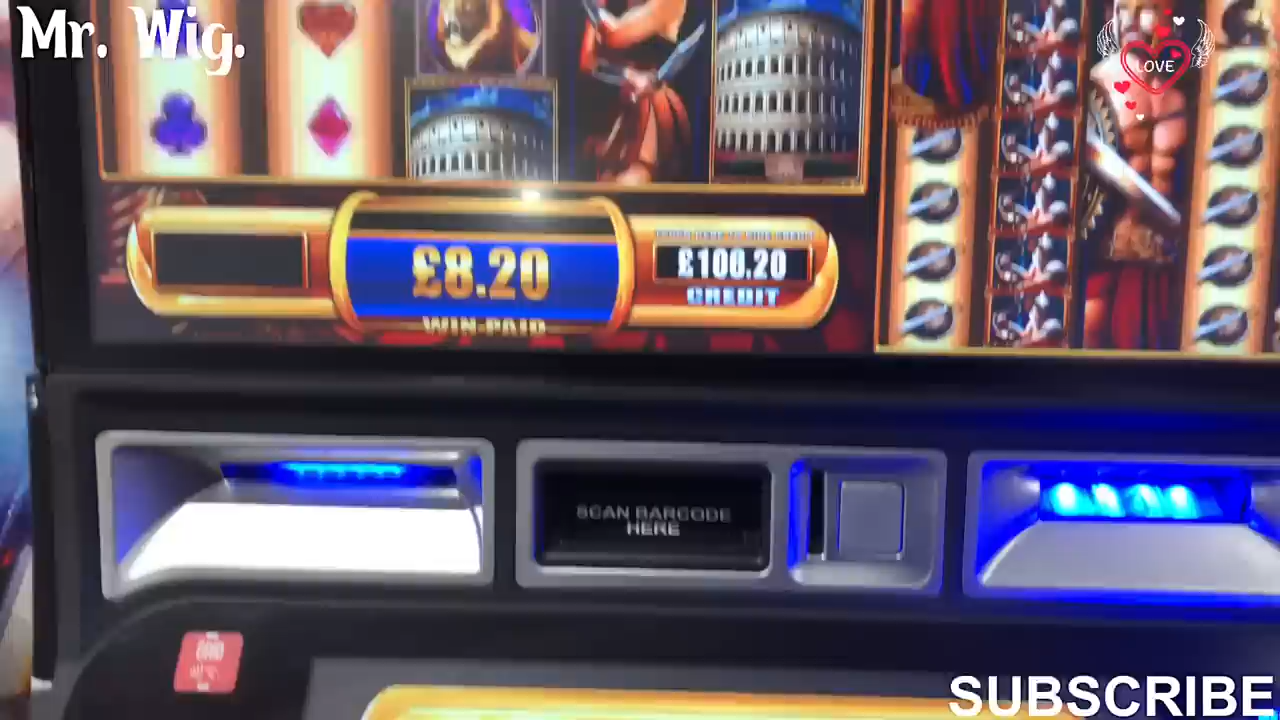 Mr. Wig.
LOVE
£8.20
WIN-PAID
£100.20
CREDIT
SCAN BARCODE
HERE
SUBSCRIBE